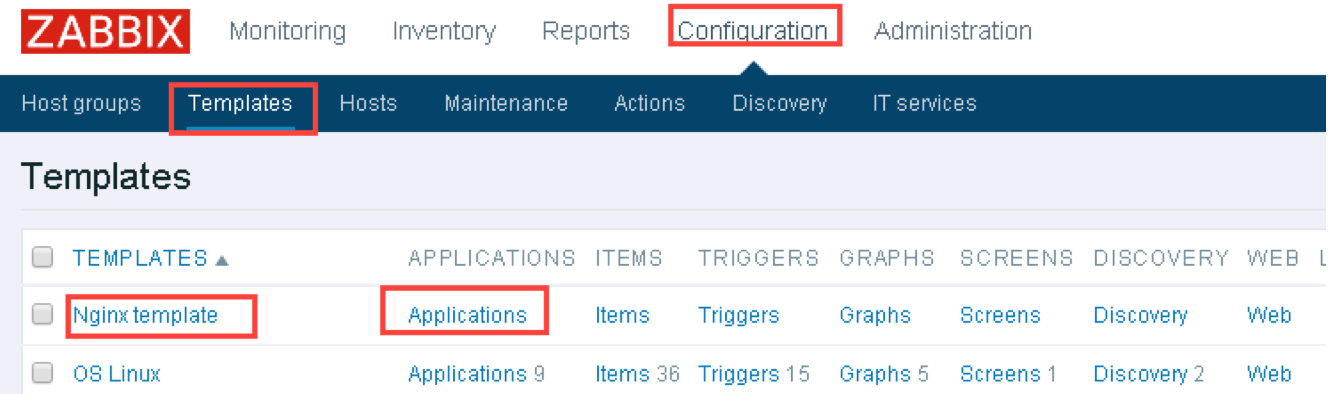 ZABBIX Monitoring Inventory Reports Configuration Administration
Host groups Templates Hosts Maintenance Actions Discovery IT services
Templates
TEMPLATES ▲ APPLICATIONS ITEMS TRIGGERS GRAPHS SCREENS DISCOVERY WEB
Nginx template Applications Items Triggers Graphs Screens Discovery Web
OS Linux Applications 9 Items 36 Triggers 15 Graphs 5 Screens 1 Discovery 2 Web